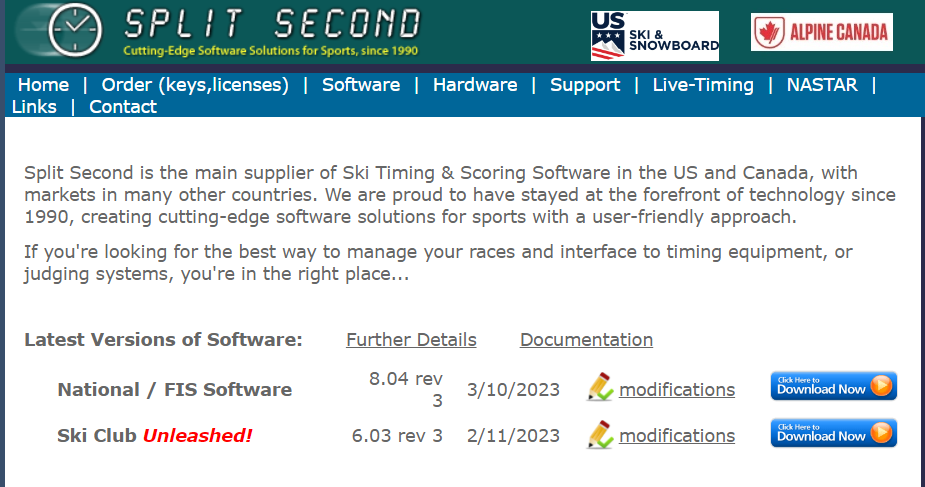 SPLIT SECOND
Cutting-Edge Software Solutions for Sports, since 1990
US
SKI &
SNOWBOARD
ALPINE CANADA
Home | Order (keys,licenses) | Software | Hardware | Support | Live-Timing | NASTAR |
Links | Contact
Split Second is the main supplier of Ski Timing & Scoring Software in the US and Canada, with
markets in many other countries. We are proud to have stayed at the forefront of technology since
1990, creating cutting-edge software solutions for sports with a user-friendly approach.
If you're looking for the best way to manage your races and interface to timing equipment, or
judging systems, you're in the right place...
Latest Versions of Software: Further Details Documentation
National / FIS Software 8.04 rev 3 3/10/2023 modifications Click Here to Download Now
Ski Club Unleashed! 6.03 rev 3 2/11/2023 modifications Click Here to Download Now